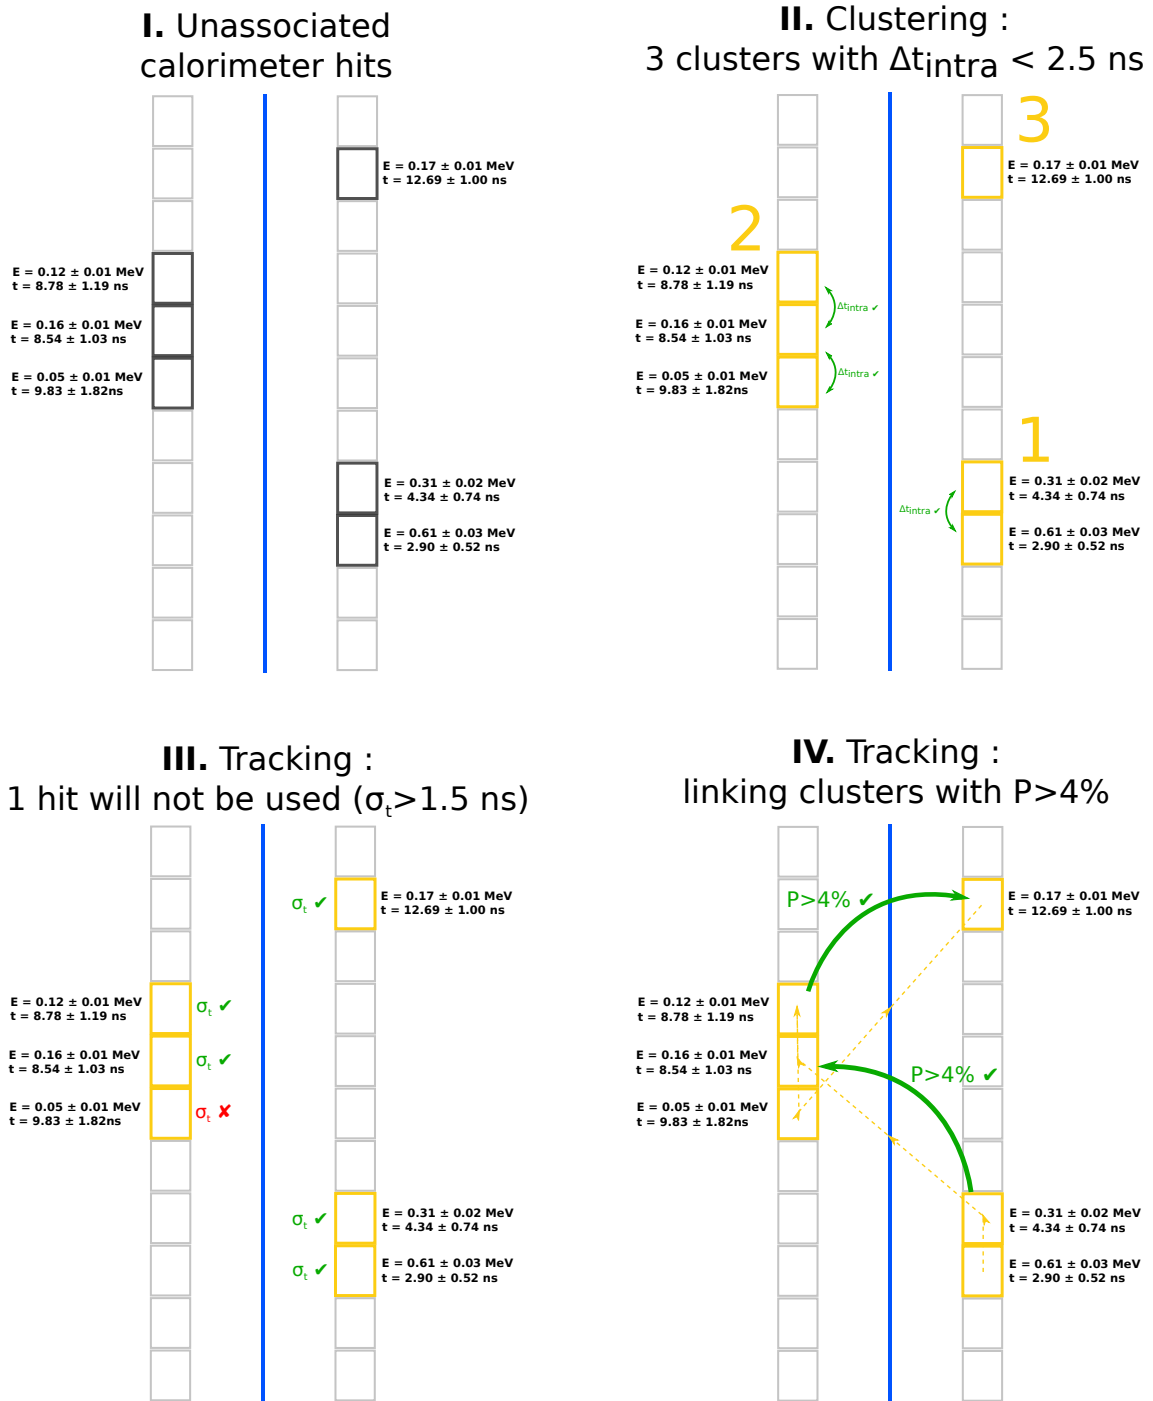 I. Unassociated
calorimeter hits
E = 0.17 ± 0.01 MeV
t = 12.69 ± 1.00 ns
E = 0.12 ± 0.01 MeV
t = 8.78 ± 1.19 ns
E = 0.16 ± 0.01 MeV
t = 8.54 ± 1.03 ns
E = 0.05 ± 0.01 MeV
t = 9.83 ± 1.82ns
E = 0.31 ± 0.02 MeV
t = 4.34 ± 0.74 ns
E = 0.61 ± 0.03 MeV
t = 2.90 ± 0.52 ns
II. Clustering :
3 clusters with Δtintra < 2.5 ns
3
E = 0.17 ± 0.01 MeV
t = 12.69 ± 1.00 ns
2
E = 0.12 ± 0.01 MeV
t = 8.78 ± 1.19 ns
Δtintra ✔
E = 0.16 ± 0.01 MeV
t = 8.54 ± 1.03 ns
Δtintra ✔
E = 0.05 ± 0.01 MeV
t = 9.83 ± 1.82ns
1
E = 0.31 ± 0.02 MeV
t = 4.34 ± 0.74 ns
Δtintra ✔
E = 0.61 ± 0.03 MeV
t = 2.90 ± 0.52 ns
III. Tracking :
1 hit will not be used (σt>1.5 ns)
σt ✔
E = 0.17 ± 0.01 MeV
t = 12.69 ± 1.00 ns
E = 0.12 ± 0.01 MeV
t = 8.78 ± 1.19 ns
σt ✔
E = 0.16 ± 0.01 MeV
t = 8.54 ± 1.03 ns
σt ✔
E = 0.05 ± 0.01 MeV
t = 9.83 ± 1.82ns
σt ✘
σt ✔
E = 0.31 ± 0.02 MeV
t = 4.34 ± 0.74 ns
σt ✔
E = 0.61 ± 0.03 MeV
t = 2.90 ± 0.52 ns
IV. Tracking :
linking clusters with P>4%
P>4% ✔
E = 0.17 ± 0.01 MeV
t = 12.69 ± 1.00 ns
E = 0.12 ± 0.01 MeV
t = 8.78 ± 1.19 ns
E = 0.16 ± 0.01 MeV
t = 8.54 ± 1.03 ns
P>4% ✔
E = 0.05 ± 0.01 MeV
t = 9.83 ± 1.82ns
E = 0.31 ± 0.02 MeV
t = 4.34 ± 0.74 ns
E = 0.61 ± 0.03 MeV
t = 2.90 ± 0.52 ns